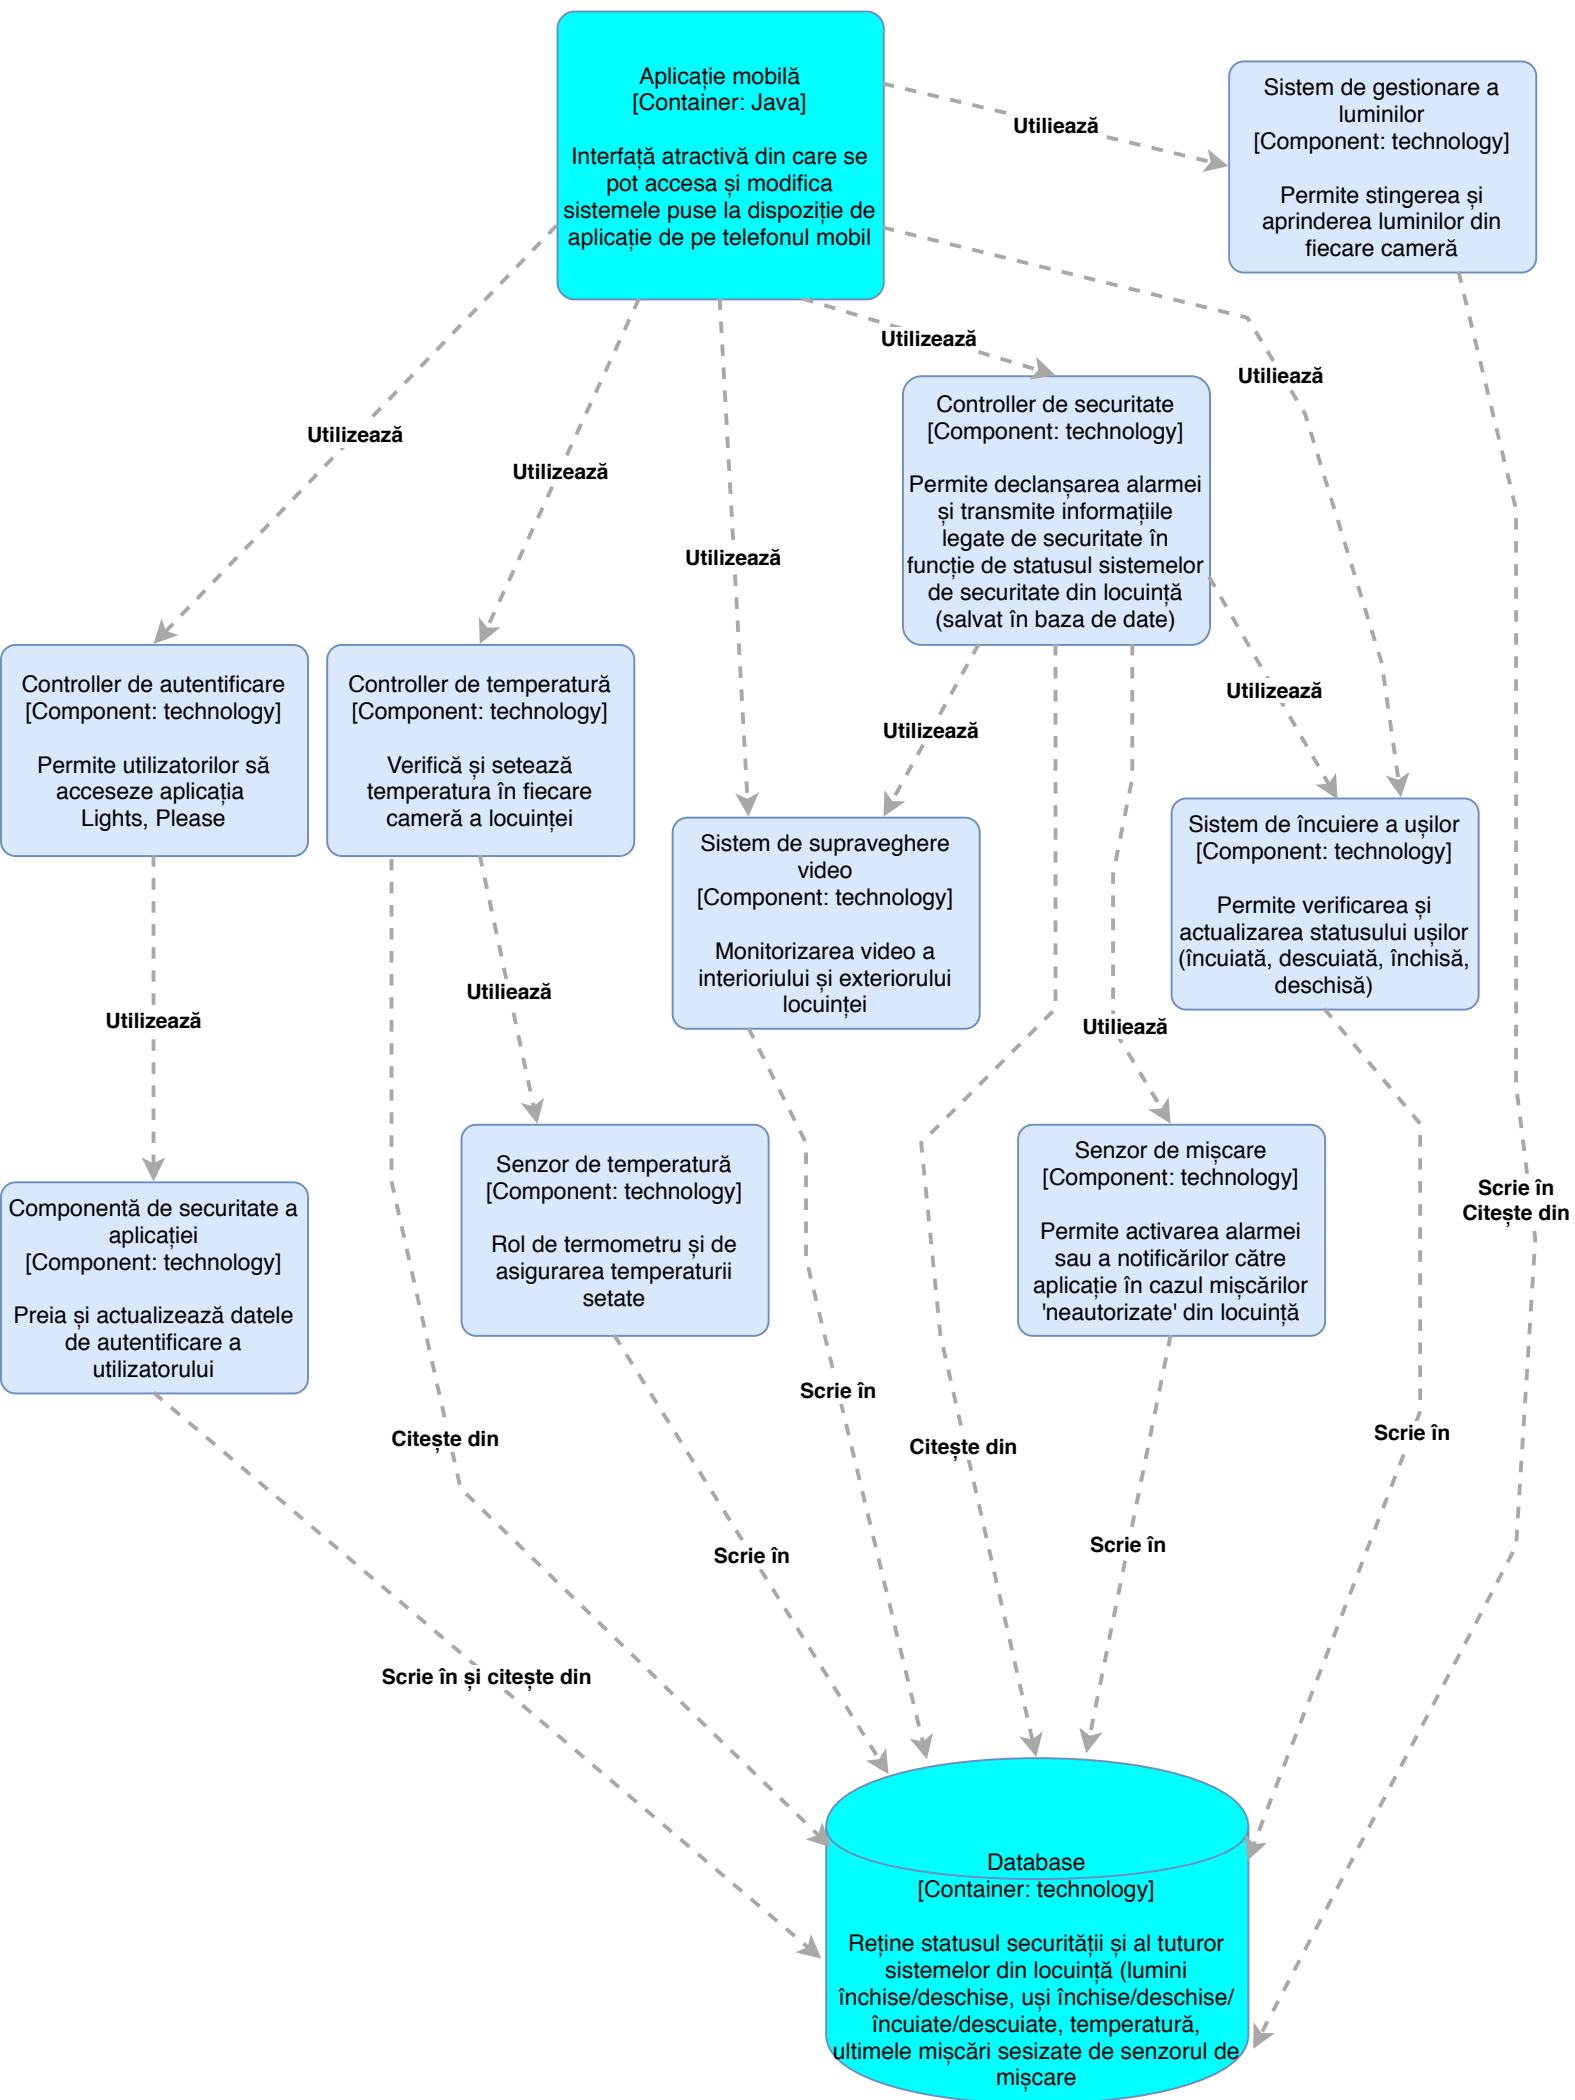 Aplicație mobilă
[Container: Java]
Interfață atractivă din care se
pot accesa și modifica
sistemele puse la dispoziție de
aplicație de pe telefonul mobil
Utiliează
Sistem de gestionare a
luminilor
[Component: technology]
Permite stingerea și
aprinderea luminilor din
fiecare cameră
Utilizează
Utiliează
Utilizează
Utilizează
Utilizează
Controller de securitate
[Component: technology]
Permite declanșarea alarmei
și transmite informațiile
legate de securitate în
funcție de statusul sistemelor
de securitate din locuință
(salvat în baza de date)
Controller de autentificare
[Component: technology]
Permite utilizatorilor să
acceseze aplicația
Lights, Please
Controller de temperatură
[Component: technology]
Verifică și setează
temperatura în fiecare
cameră a locuinței
Utilizează
Utilizează
Sistem de supraveghere
video
[Component: technology]
Monitorizarea video a
interioriului și exteriorului
locuinței
Sistem de încuiere a ușilor
[Component: technology]
Permite verificarea și
actualizarea statusului ușilor
(încuiată, descuiată, închisă,
deschisă)
Utilizează
Utiliează
Utiliează
Componentă de securitate a
aplicației
[Component: technology]
Preia și actualizează datele
de autentificare a
utilizatorului
Senzor de temperatură
[Component: technology]
Rol de termometru și de
asigurarea temperaturii
setate
Senzor de mișcare
[Component: technology]
Permite activarea alarmei
sau a notificărilor către
aplicație în cazul mișcărilor
'neautorizate' din locuință
Scrie în
Citește din
Citește din
Scrie în
Citește din
Scrie în
Scrie în
Scrie în
Scrie în și citește din
Database
[Container: technology]
Reține statusul securității și al tuturor
sistemelor din locuință (lumini
închise/deschise, uși închise/deschise/
încuiate/descuiate, temperatură,
ultimele mișcări sesizate de senzorul de
mișcare